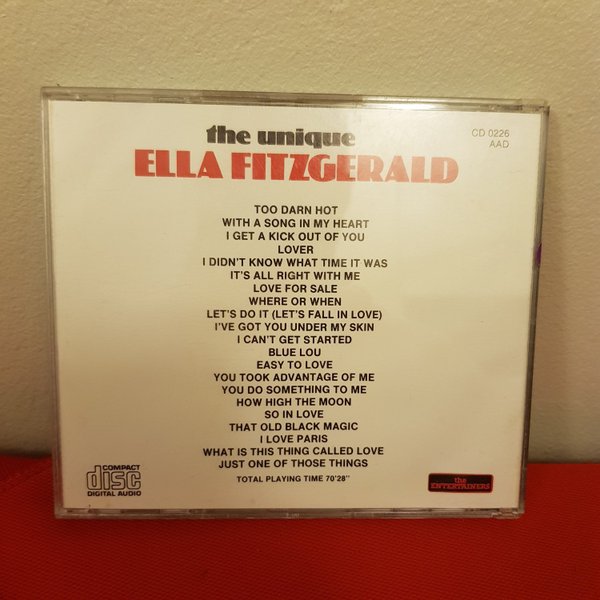 the unique
ELLA FITZGERALD
CD 0226
AAD
TOO DARN HOT
WITH A SONG IN MY HEART
I GET A KICK OUT OF YOU
LOVER
I DIDN'T KNOW WHAT TIME IT WAS
IT'S ALL RIGHT WITH ME
LOVE FOR SALE
WHERE OR WHEN
LET'S DO IT (LET'S FALL IN LOVE)
I'VE GOT YOU UNDER MY SKIN
I CAN'T GET STARTED
BLUE LOU
EASY TO LOVE
YOU TOOK ADVANTAGE OF ME
YOU DO SOMETHING TO ME
HOW HIGH THE MOON
SO IN LOVE
THAT OLD BLACK MAGIC
I LOVE PARIS
WHAT IS THIS THING CALLED LOVE
JUST ONE OF THOSE THINGS
TOTAL PLAYING TIME 70'28"
COMPACT
disc
DIGITAL AUDIO
the
ENTERTAINERS